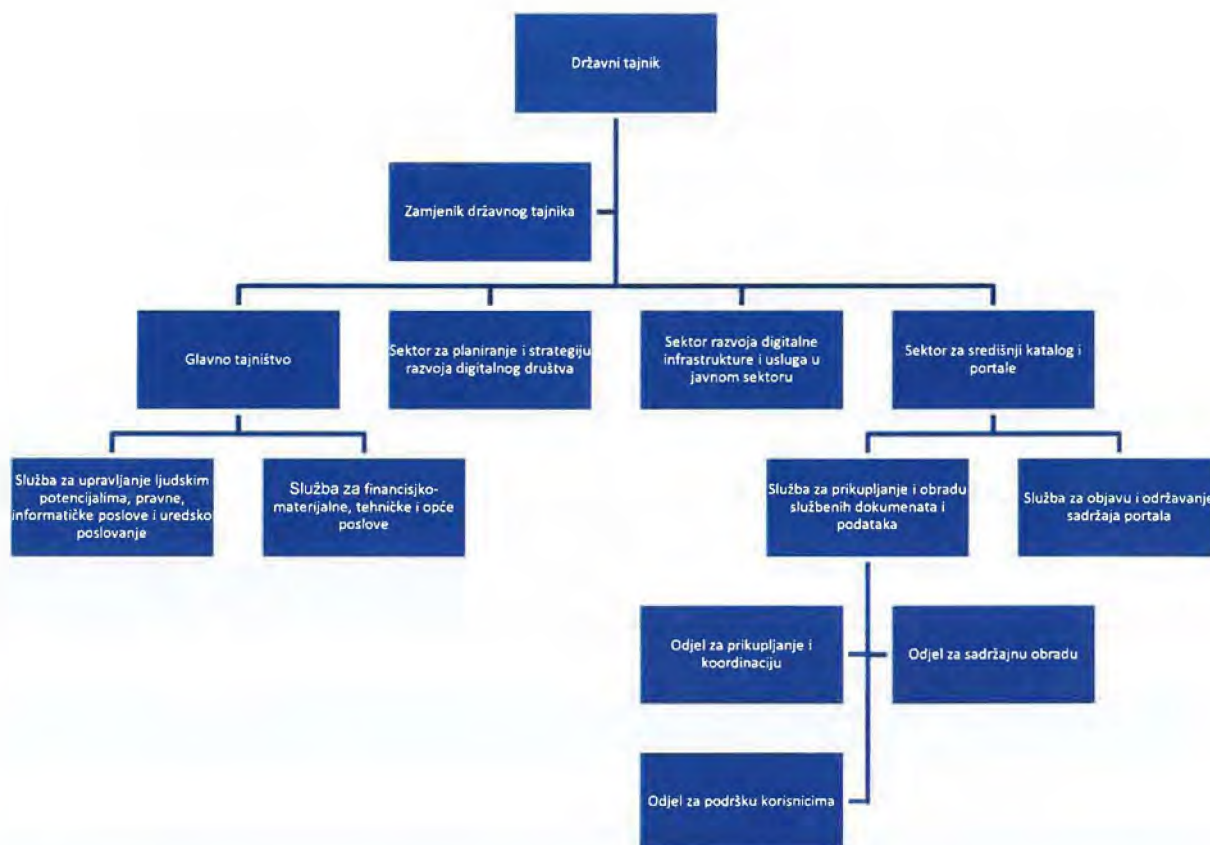 Državni tajnik
Zamjenik državnog tajnika
Glavno tajništvo
Sektor za planiranje i strategiju
razvoja digitalnog društva
Sektor razvoja digitalne
infrastrukture i usluga u
javnom sektoru
Sektor za središnji katalog i
portale
Služba za upravljanje ljudskim
potencijalima, pravne,
informatičke poslove i uredsko
poslovanje
Služba za financisjko-
materijalne, tehničke i opće
poslove
Služba za prikupljanje i obradu
službenih dokumenata i
podataka
Služba za objavu i održavanje
sadržaja portala
Odjel za prikupljanje i
koordinaciju
Odjel za sadržajnu obradu
Odjel za podršku korisnicima